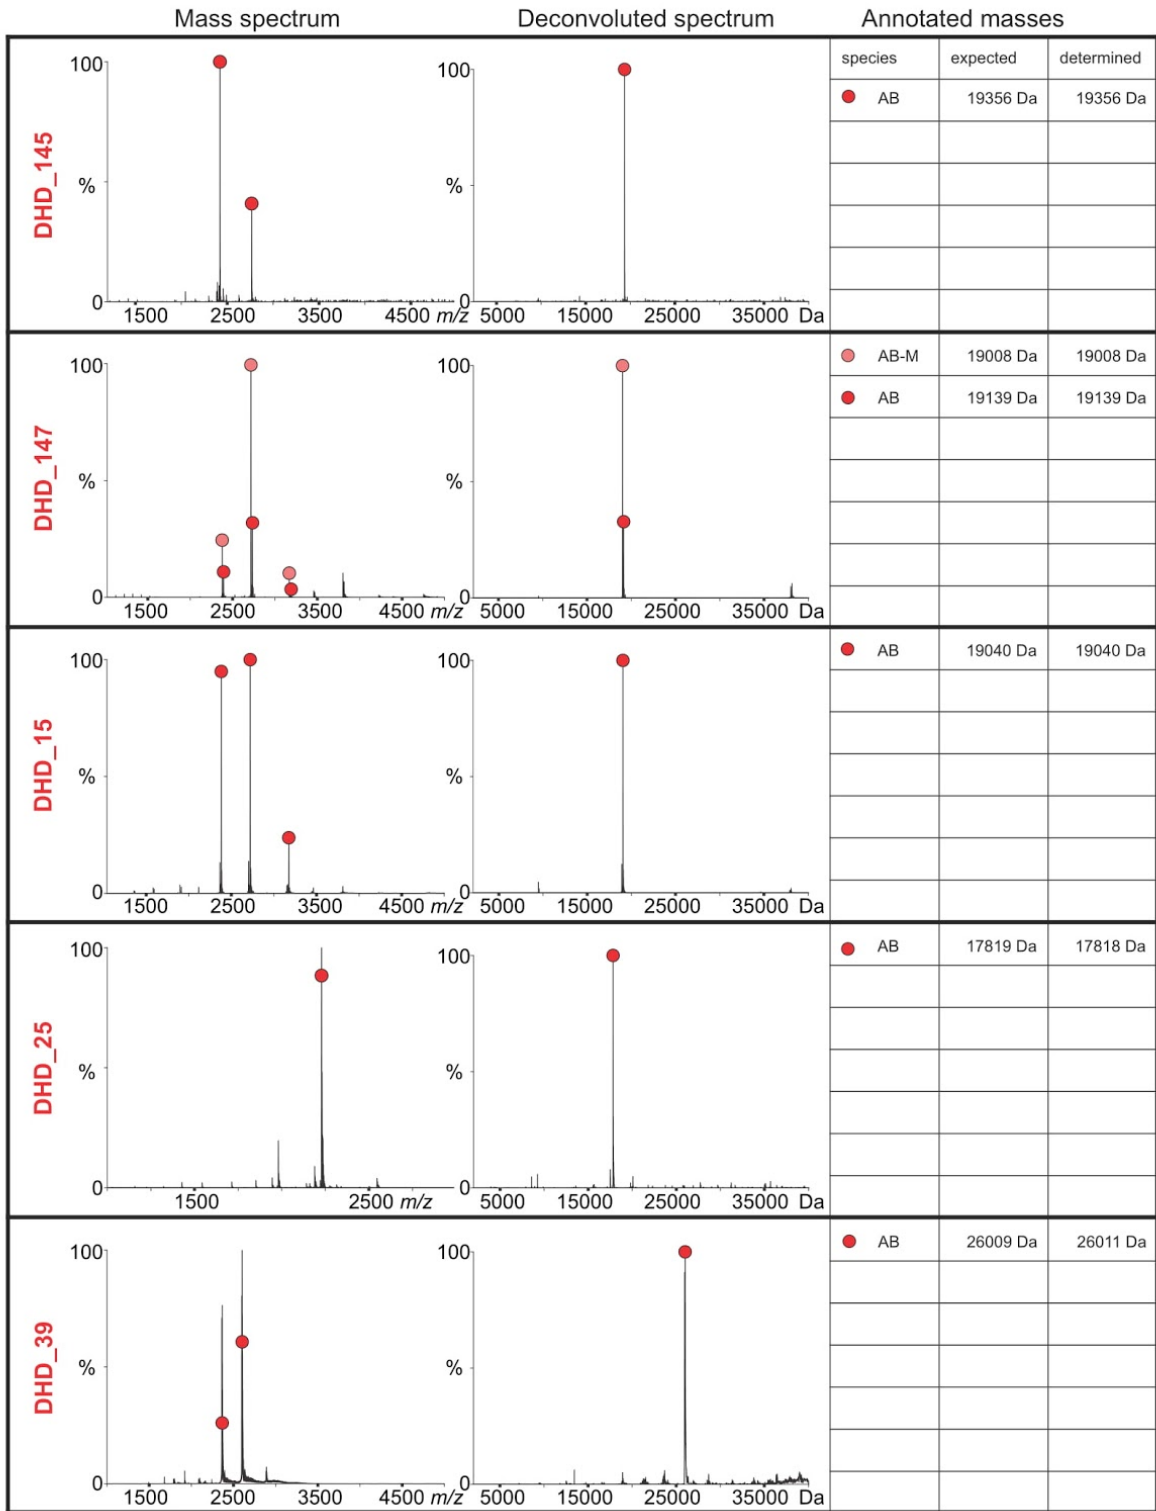 Mass spectrum Deconvoluted spectrum Annotated masses
DHD_145
100
%
0
1500 2500 3500 4500 m/z
100
%
0
5000 15000 25000 35000 Da
species expected determined
AB 19356 Da 19356 Da
DHD_147
100
%
0
1500 2500 3500 4500 m/z
100
%
0
5000 15000 25000 35000 Da
AB-M 19008 Da 19008 Da
AB 19139 Da 19139 Da
DHD_15
100
%
0
1500 2500 3500 4500 m/z
100
%
0
5000 15000 25000 35000 Da
AB 19040 Da 19040 Da
DHD_25
100
%
0
1500 m/z 2500
100
%
0
5000 15000 25000 35000 Da
AB 17819 Da 17818 Da
DHD_39
100
%
0
1500 2500 3500 4500 m/z
100
%
0
5000 15000 25000 35000 Da
AB 26009 Da 26011 Da